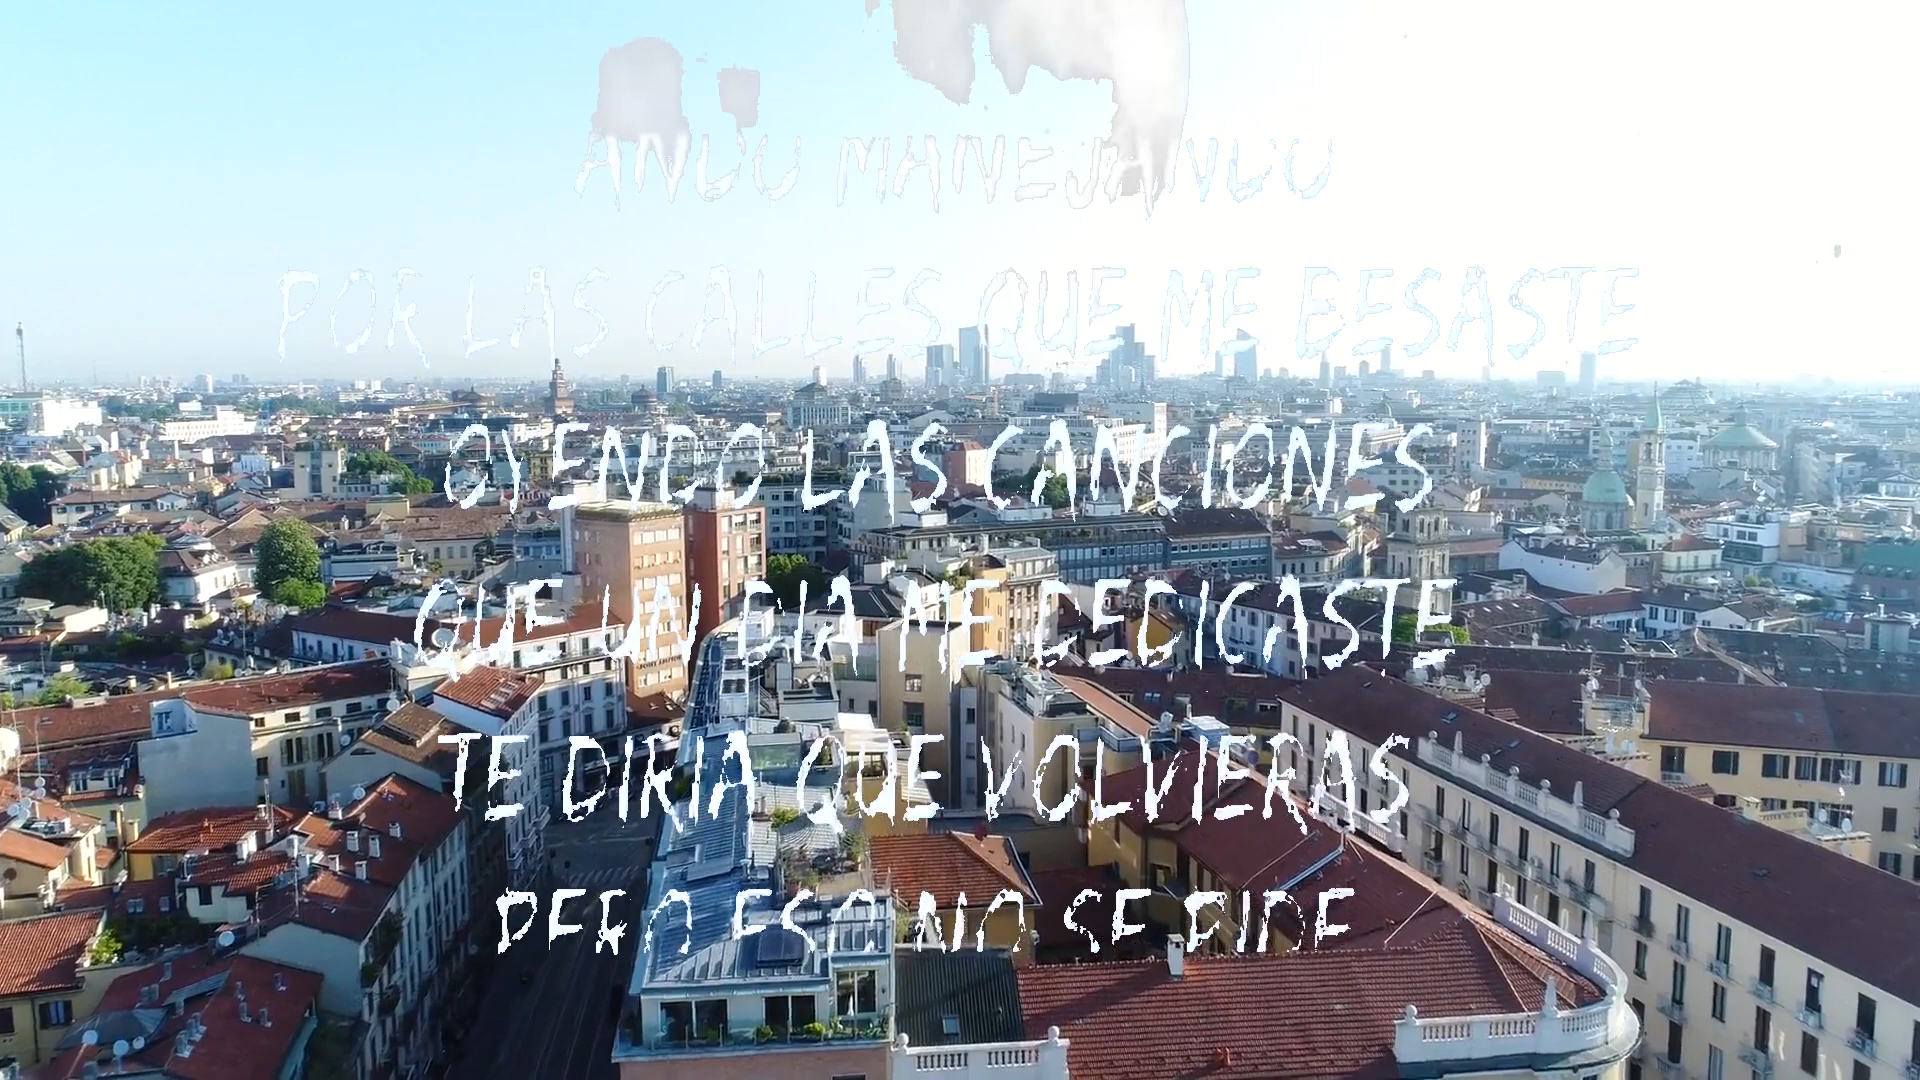 ANDO MANEJANDO
POR LAS CALLES QUE ME BESASTE
OYENDO LAS CANCIONES
QUE UN DIA ME DEDICASTE
TE DIRIA QUE VOLVIERAS
PERO ESO NO SE PIDE